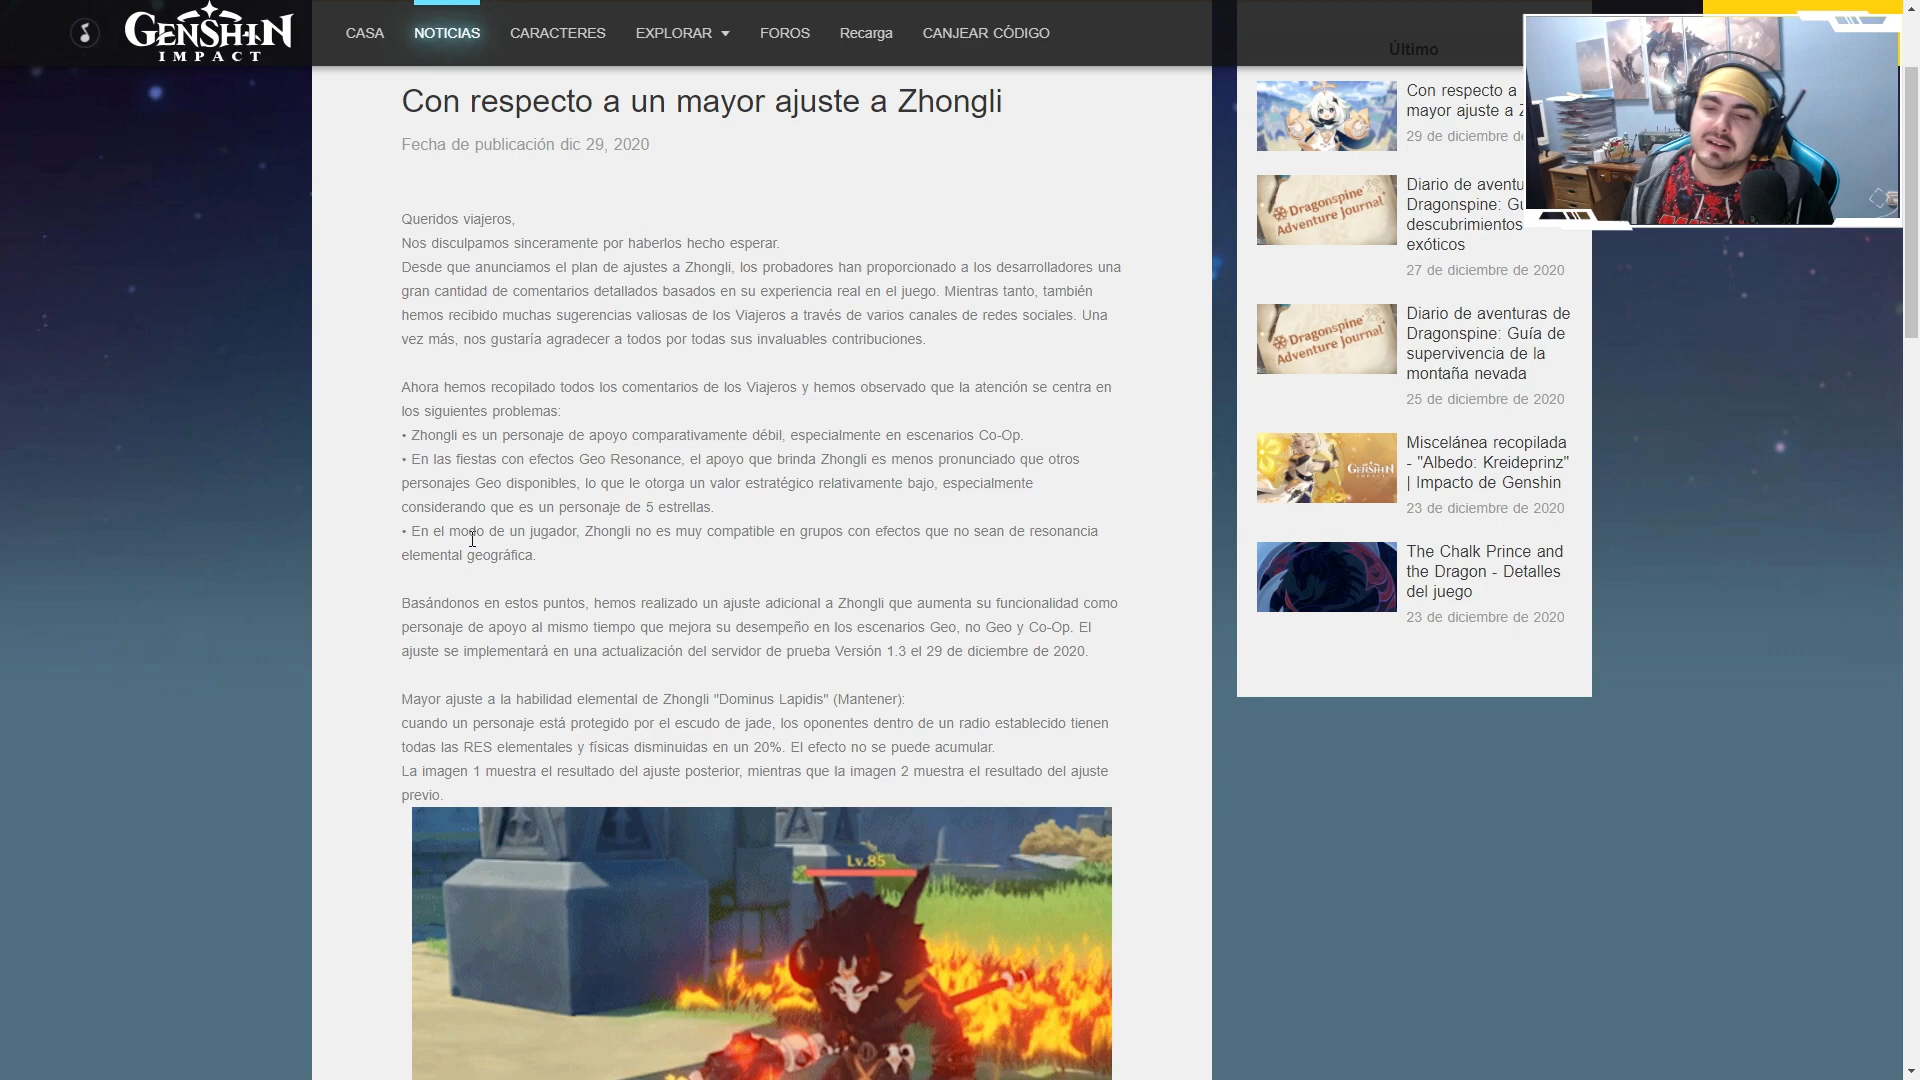 GENSHIN
IMPACT
CASA
NOTICIAS
CARACTERES
EXPLORAR
FOROS
Recarga
CANJEAR CÓDIGO
Con respecto a un mayor ajuste a Zhongli
Fecha de publicación dic 29, 2020
Queridos viajeros,
Nos disculpamos sinceramente por haberlos hecho esperar.
Desde que anunciamos el plan de ajustes a Zhongli, los probadores han proporcionado a los desarrolladores una
gran cantidad de comentarios detallados basados en su experiencia real en el juego. Mientras tanto, también
hemos recibido muchas sugerencias valiosas de los Viajeros a través de varios canales de redes sociales. Una
vez más, nos gustaría agradecer a todos por todas sus invaluables contribuciones.
Ahora hemos recopilado todos los comentarios de los Viajeros y hemos observado que la atención se centra en
los siguientes problemas:
• Zhongli es un personaje de apoyo comparativamente débil, especialmente en escenarios Co-Op.
• En las fiestas con efectos Geo Resonance, el apoyo que brinda Zhongli es menos pronunciado que otros
personajes Geo disponibles, lo que le otorga un valor estratégico relativamente bajo, especialmente
considerando que es un personaje de 5 estrellas.
• En el modo de un jugador, Zhongli no es muy compatible en grupos con efectos que no sean de resonancia
elemental geográfica.
Basándonos en estos puntos, hemos realizado un ajuste adicional a Zhongli que aumenta su funcionalidad como
personaje de apoyo al mismo tiempo que mejora su desempeño en los escenarios Geo, no Geo y Co-Op. El
ajuste se implementará en una actualización del servidor de prueba Versión 1.3 el 29 de diciembre de 2020.
Mayor ajuste a la habilidad elemental de Zhongli "Dominus Lapidis" (Mantener):
cuando un personaje está protegido por el escudo de jade, los oponentes dentro de un radio establecido tienen
todas las RES elementales y físicas disminuidas en un 20%. El efecto no se puede acumular.
La imagen 1 muestra el resultado del ajuste posterior, mientras que la imagen 2 muestra el resultado del ajuste
previo.
Lv.85
Último
Con respecto a
mayor ajuste a
29 de diciembre
Dragonspine
Adventure Journal
Diario de
Dragonspine:
descubrimientos
exóticos
27 de diciembre de 2020
Dragonspine
Adventure Journal
Diario de aventuras de
Dragonspine: Guía de
supervivencia de la
montaña nevada
25 de diciembre de 2020
GENSHIN
Miscelánea recopilada
- "Albedo: Kreideprinz"
| Impacto de Genshin
23 de diciembre de 2020
The Chalk Prince and
the Dragon - Detalles
del juego
23 de diciembre de 2020